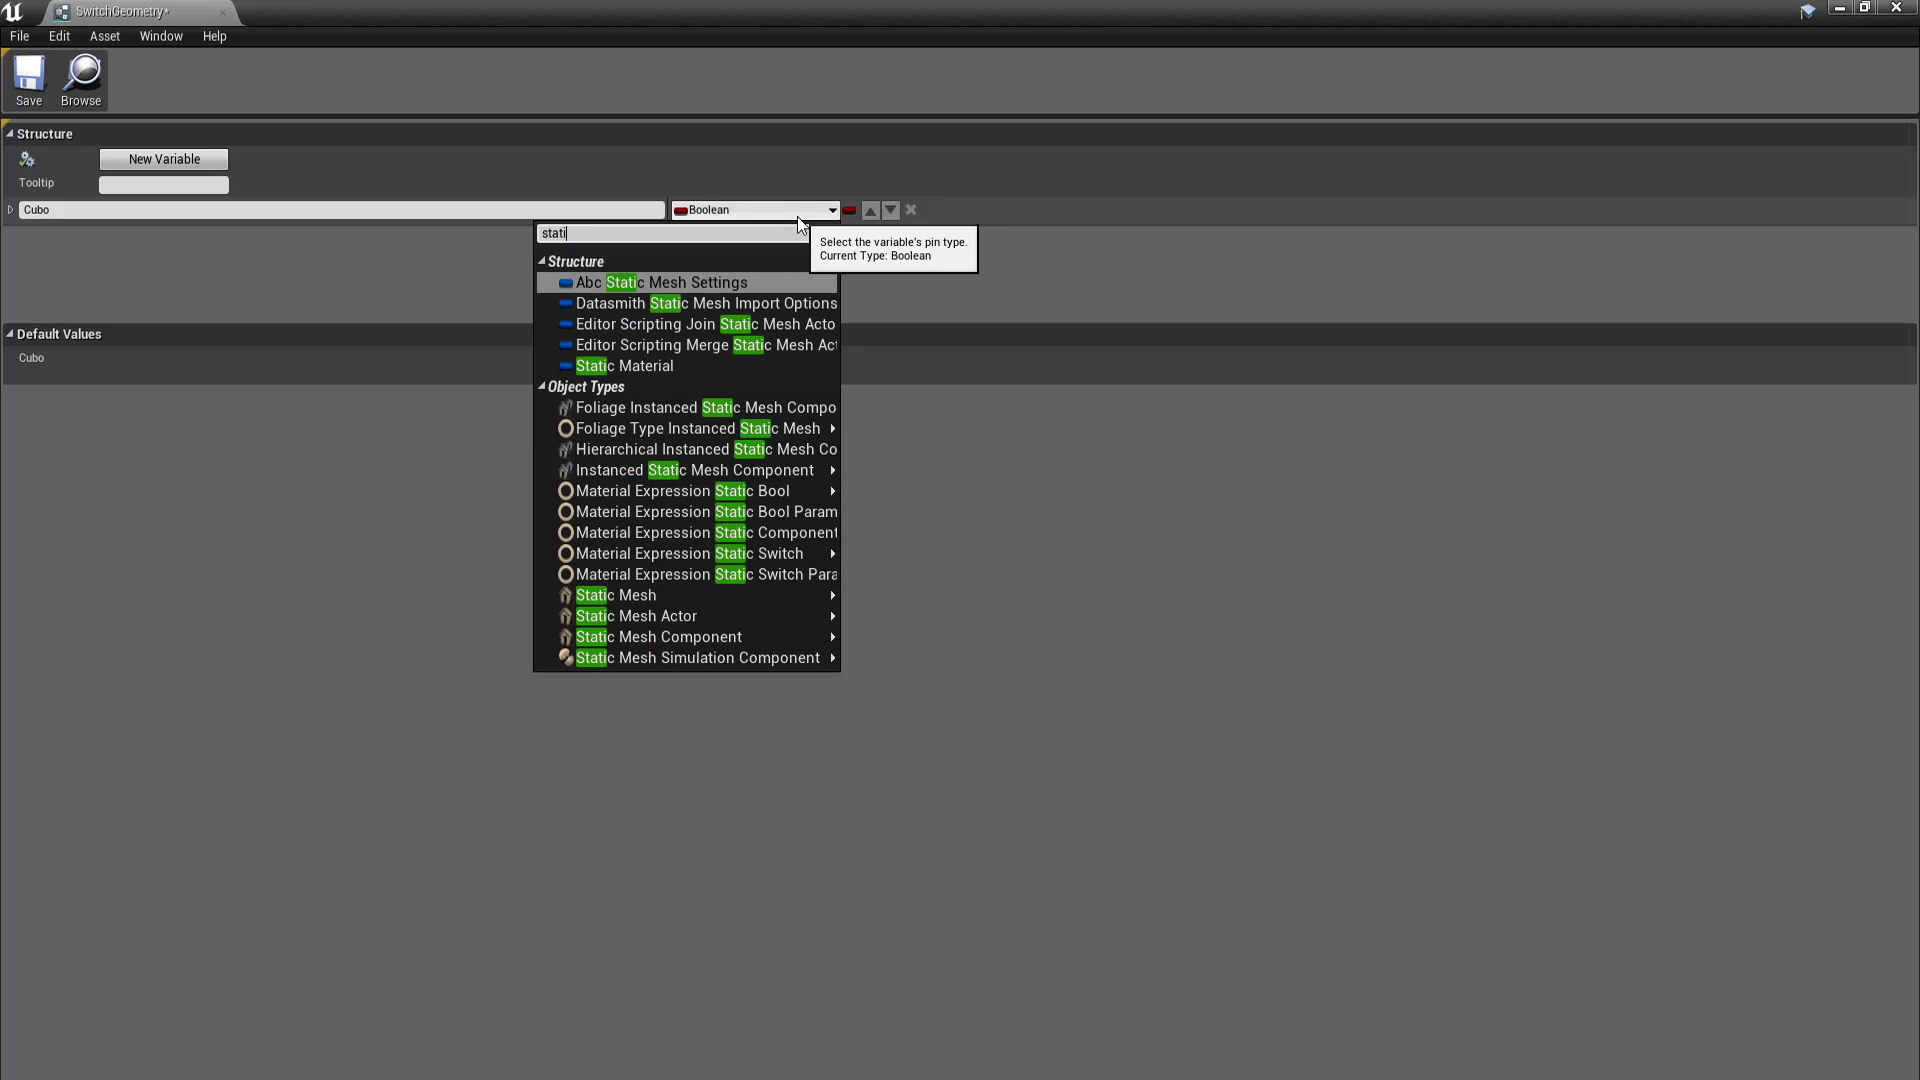 SwitchGeometry*
File Edit Asset Window Help
Save Browse
Structure
New Variable
Tooltip
Cubo Boolean
stati
Select the variable's pin type.
Current Type: Boolean
Structure
Abc Static Mesh Settings
Datasmith Static Mesh Import Options
Editor Scripting Join Static Mesh Acto
Editor Scripting Merge Static Mesh Act
Static Material
Object Types
Foliage Instanced Static Mesh Compo
Foliage Type Instanced Static Mesh
Hierarchical Instanced Static Mesh Co
Instanced Static Mesh Component
Material Expression Static Bool
Material Expression Static Bool Param
Material Expression Static Component
Material Expression Static Switch
Material Expression Static Switch Para
Static Mesh
Static Mesh Actor
Static Mesh Component
Static Mesh Simulation Component
Default Values
Cubo